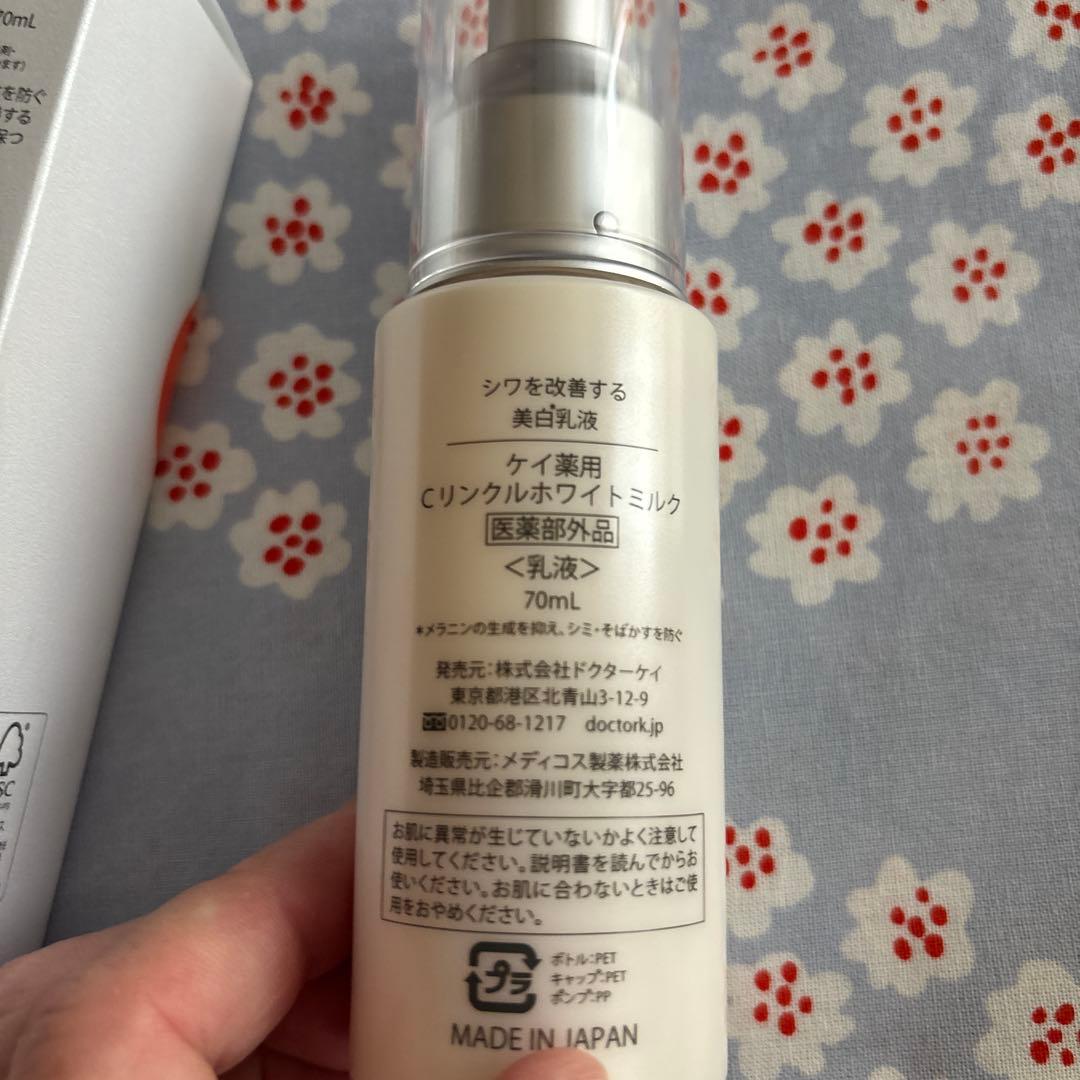 70mL
ます)
を防ぐ
する
保つ
シワを改善する
美白*乳液
ケイ薬用
Cリンクルホワイトミルク
医薬部外品
<乳液>
70mL
*メラニンの生成を抑え、シミ・そばかすを防ぐ
発売元:株式会社ドクターケイ
東京都港区北青山3-12-9
0120-68-1217 doctork.jp
製造販売元:メディコス製薬株式会社
埼玉県比企郡滑川町大字都25-96
お肌に異常が生じていないかよく注意して
使用してください。説明書を読んでからお
使いください。お肌に合わないときはご使
用をおやめください。
プラ
ボトル:PET
キャップ:PET
ポンプ:PP
MADE IN JAPAN